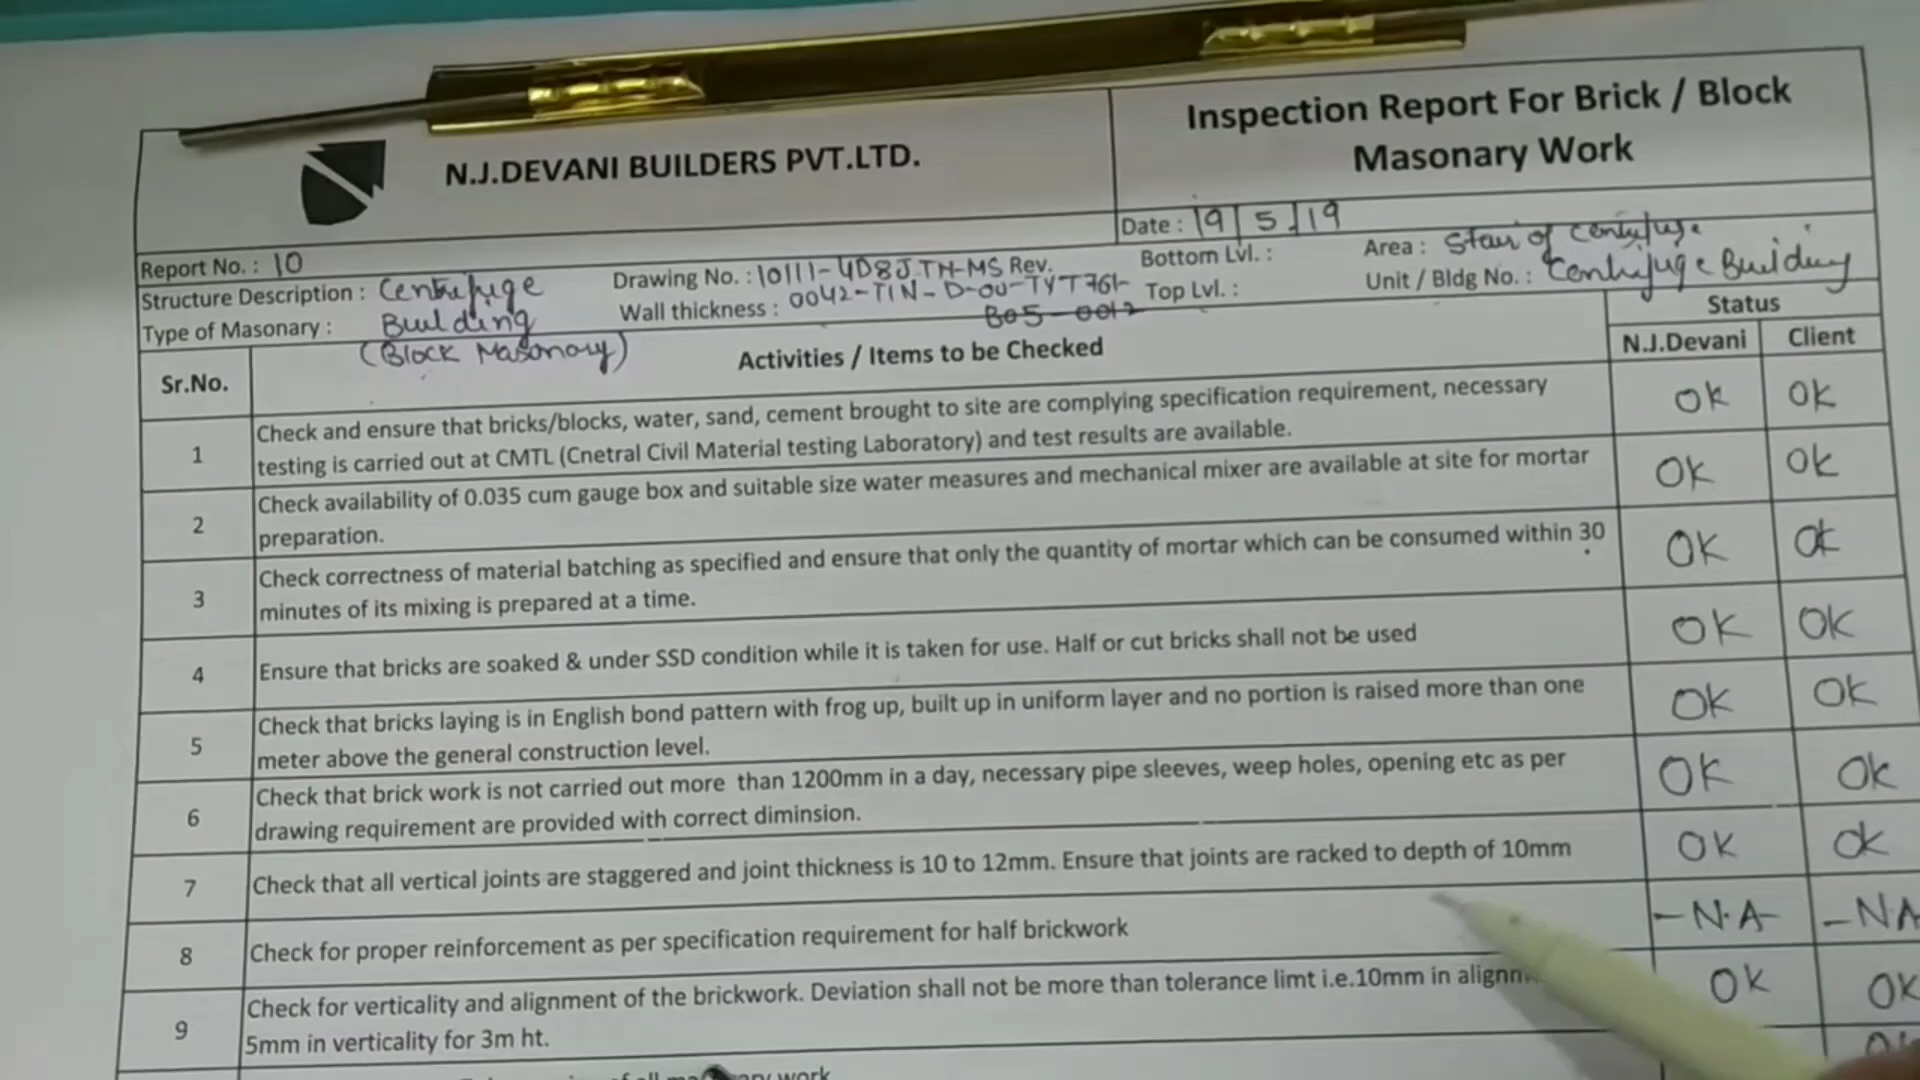 N.J.DEVANI BUILDERS PVT.LTD.
Inspection Report For Brick / Block
Masonary Work
Date : 19/5/19
Report No. : 10
Structure Description : Centrifuge
Building
Type of Masonary :
(Block Masonary)
Drawing No. : 10111-4D8J.TN-MS Rev.
0042-TIN-D-00-TYT761-
B05-0012
Wall thickness :
Bottom Lvl. :
Top Lvl. :
Area : Stair of Centrifuge
Unit / Bldg No. : Centrifuge Building
Sr.No.
Activities / Items to be Checked
Status
N.J.Devani Client
1 Check and ensure that bricks/blocks, water, sand, cement brought to site are complying specification requirement, necessary
testing is carried out at CMTL (Cnetral Civil Material testing Laboratory) and test results are available.
OK OK
2 Check availability of 0.035 cum gauge box and suitable size water measures and mechanical mixer are available at site for mortar
preparation.
OK OK
3 Check correctness of material batching as specified and ensure that only the quantity of mortar which can be consumed within 30
minutes of its mixing is prepared at a time.
OK OK
4 Ensure that bricks are soaked & under SSD condition while it is taken for use. Half or cut bricks shall not be used
OK OK
5 Check that bricks laying is in English bond pattern with frog up, built up in uniform layer and no portion is raised more than one
meter above the general construction level.
OK OK
6 Check that brick work is not carried out more than 1200mm in a day, necessary pipe sleeves, weep holes, opening etc as per
drawing requirement are provided with correct diminsion.
OK OK
7 Check that all vertical joints are staggered and joint thickness is 10 to 12mm. Ensure that joints are racked to depth of 10mm
OK OK
8 Check for proper reinforcement as per specification requirement for half brickwork
-N.A- -NA
9 Check for verticality and alignment of the brickwork. Deviation shall not be more than tolerance limt i.e.10mm in
5mm in verticality for 3m ht.
OK OK
work